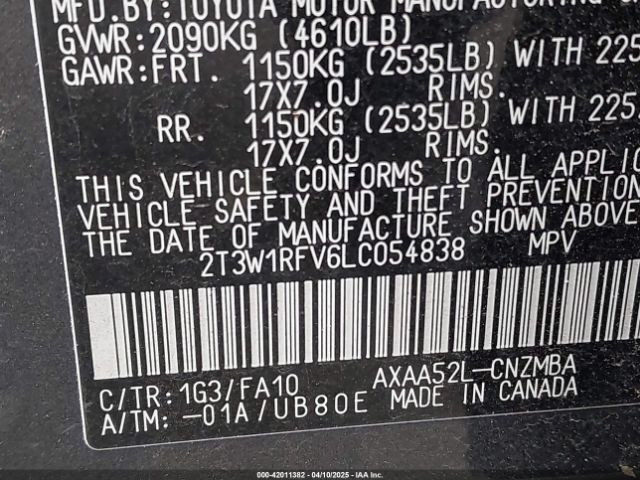 MFD.BY:TOYOTA MOTOR MANUFACTURING
GVWR:2090KG (4610LB)
GAWR:FRT. 1150KG (2535LB) WITH 225
17X7.0J RIMS.
RR. 1150KG (2535LB) WITH 225
17X7.0J RIMS.
THIS VEHICLE CONFORMS TO ALL APPLIC
VEHICLE SAFETY AND THEFT PREVENTION
THE DATE OF MANUFACTURE SHOWN ABOVE
2T3W1RFV6LC054838 MPV
C/TR: 1G3/FA10 AXAA52L-CNZMBA
A/TM: -01A/UB80E MADE IN CANADA
000-42011382 - 04/10/2025 - IAAI.CA